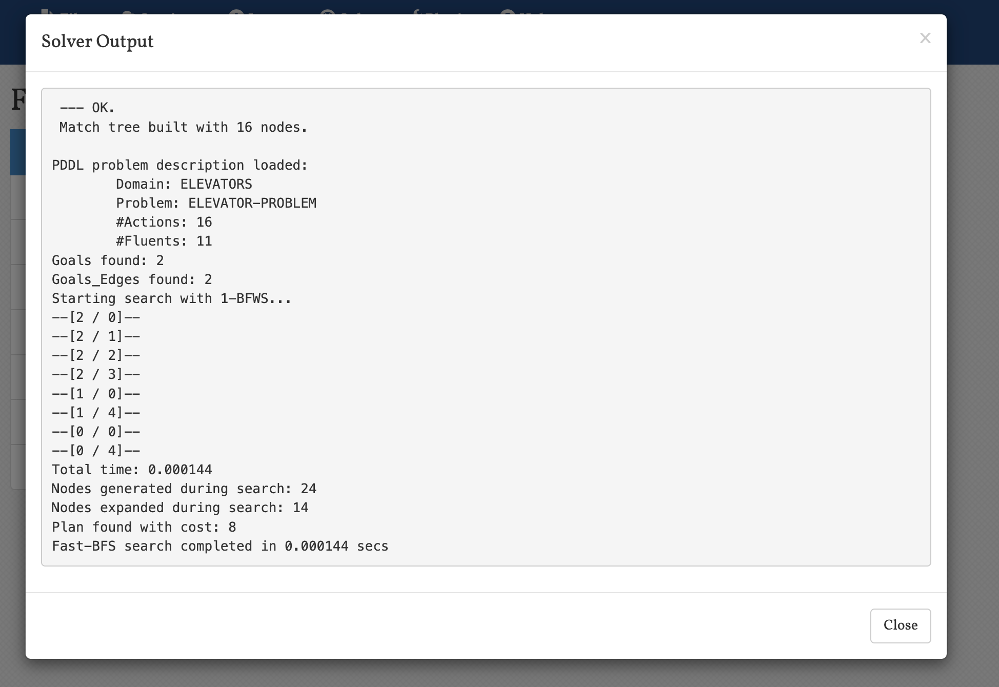 Solver Output
×
--- OK.
Match tree built with 16 nodes.
PDDL problem description loaded:
Domain: ELEVATORS
Problem: ELEVATOR-PROBLEM
#Actions: 16
#Fluents: 11
Goals found: 2
Goals_Edges found: 2
Starting search with 1-BFWS...
--[2 / 0]--
--[2 / 1]--
--[2 / 2]--
--[2 / 3]--
--[1 / 0]--
--[1 / 4]--
--[0 / 0]--
--[0 / 4]--
Total time: 0.000144
Nodes generated during search: 24
Nodes expanded during search: 14
Plan found with cost: 8
Fast-BFS search completed in 0.000144 secs
Close